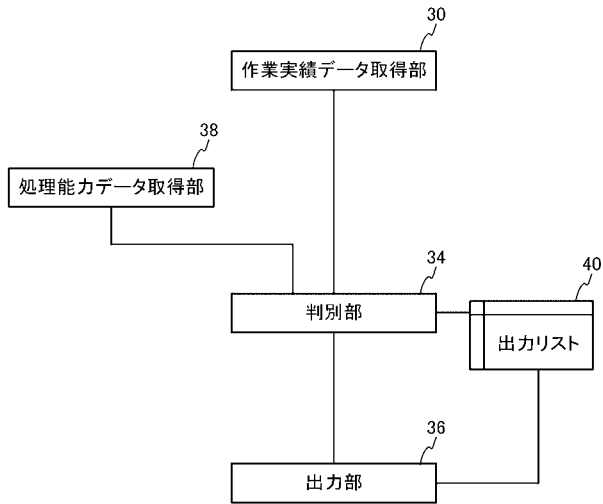 30
作業実績データ取得部
38
処理能力データ取得部
34
判別部
40
出力リスト
36
出力部